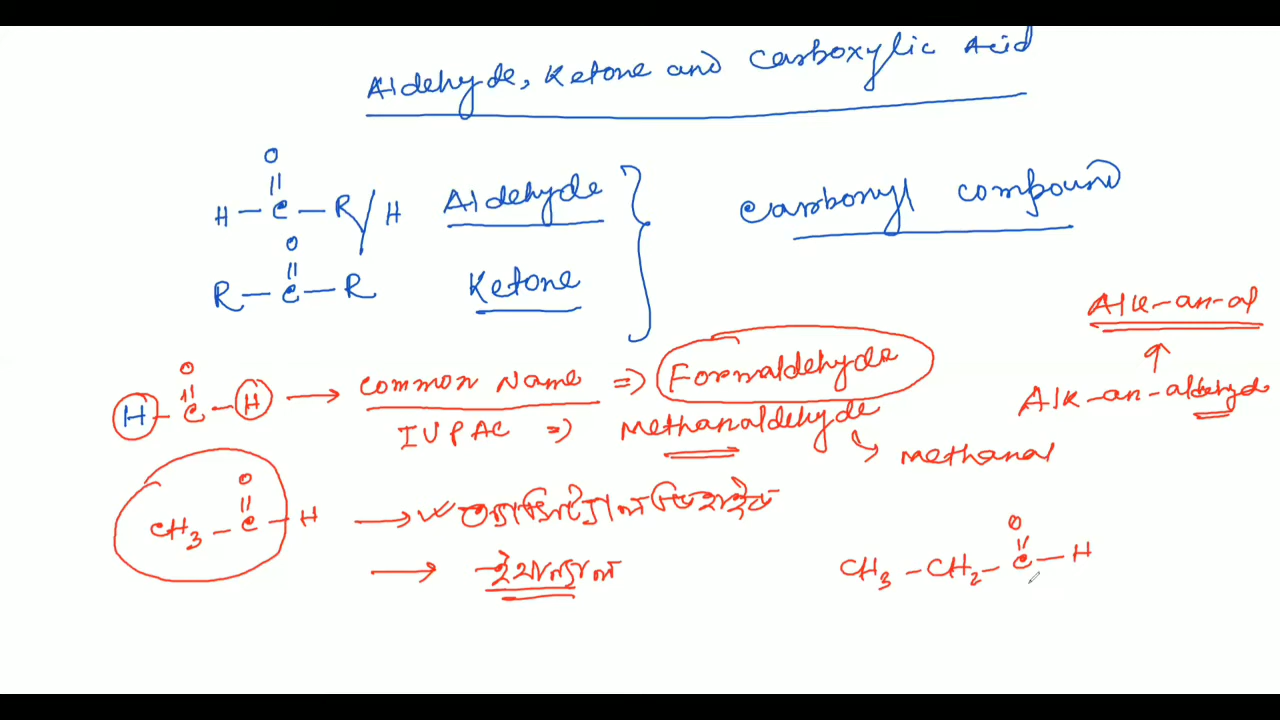 Aldehyde, Ketone and Carboxylic Acid
O
||
H – C – R/H Aldehyde
O
||
R – C – R Ketone
Carbonyl compound
Alk-an-al
↑
Alk-an-aldehyde
O
||
H – C – H → Common Name ⇒ Formaldehyde
IUPAC ⇒ Methanaldehyde
↘ Methanal
O
||
CH3 – C – H → ✓
→ ইথান্যাল
O
||
CH3 – CH2 – C – H